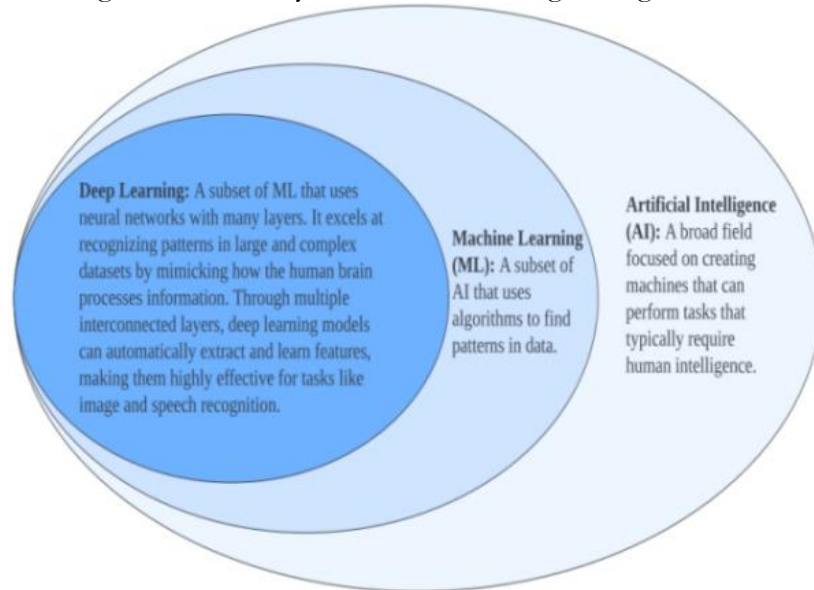 Deep Learning: A subset of ML that uses
neural networks with many layers. It excels at
recognizing patterns in large and complex
datasets by mimicking how the human brain
processes information. Through multiple
interconnected layers, deep learning models
can automatically extract and learn features,
making them highly effective for tasks like
image and speech recognition.
Machine Learning
(ML): A subset of
AI that uses
algorithms to find
patterns in data.
Artificial Intelligence
(AI): A broad field
focused on creating
machines that can
perform tasks that
typically require
human intelligence.